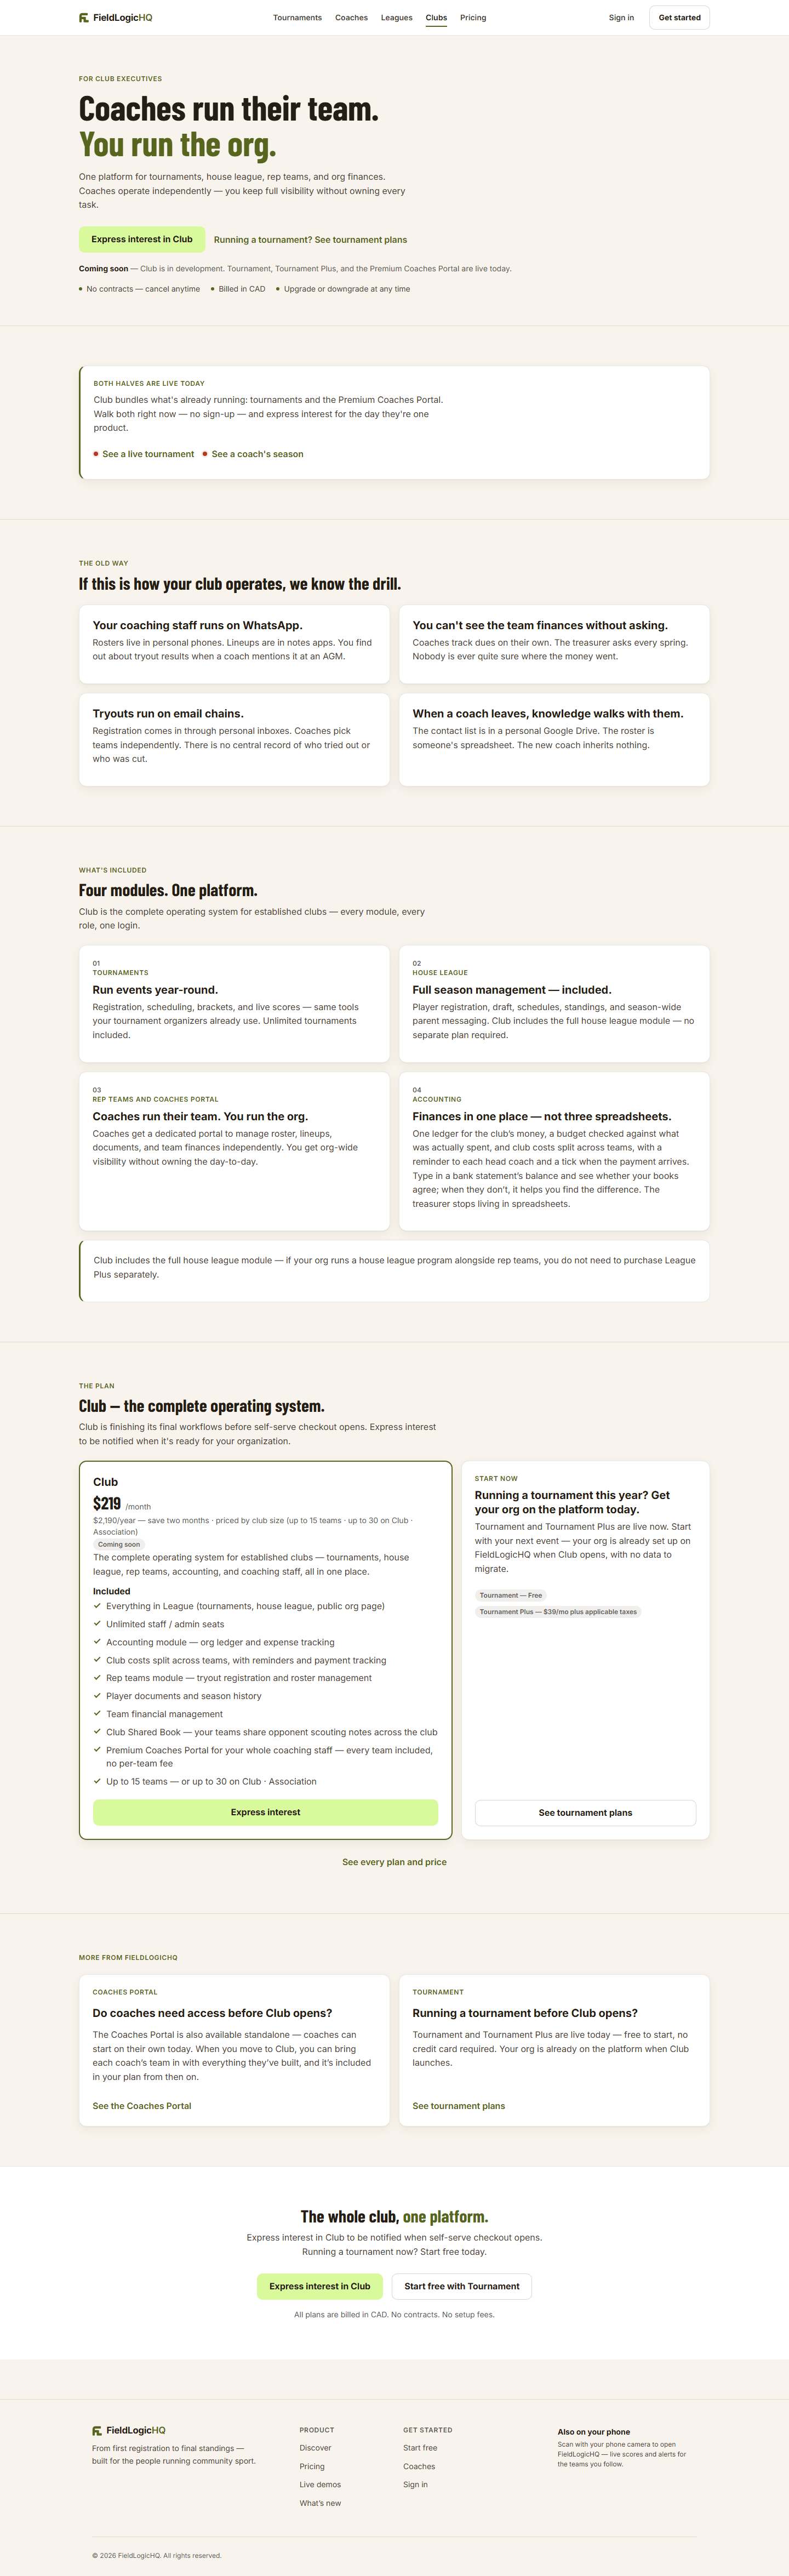 FieldLogicHQ
Tournaments Coaches Leagues Clubs Pricing
Sign in Get started
FOR CLUB EXECUTIVES
Coaches run their team.
You run the org.
One platform for tournaments, house league, rep teams, and org finances.
Coaches operate independently — you keep full visibility without owning every
task.
Express interest in Club Running a tournament? See tournament plans
Coming soon — Club is in development. Tournament, Tournament Plus, and the Premium Coaches Portal are live today.
No contracts — cancel anytime Billed in CAD Upgrade or downgrade at any time
BOTH HALVES ARE LIVE TODAY
Club bundles what's already running: tournaments and the Premium Coaches Portal.
Walk both right now — no sign-up — and express interest for the day they're one
product.
See a live tournament See a coach's season
THE OLD WAY
If this is how your club operates, we know the drill.
Your coaching staff runs on WhatsApp.
Rosters live in personal phones. Lineups are in notes apps. You find
out about tryout results when a coach mentions it at an AGM.
You can't see the team finances without asking.
Coaches track dues on their own. The treasurer asks every spring.
Nobody is ever quite sure where the money went.
Tryouts run on email chains.
Registration comes in through personal inboxes. Coaches pick
teams independently. There is no central record of who tried out or
who was cut.
When a coach leaves, knowledge walks with them.
The contact list is in a personal Google Drive. The roster is
someone's spreadsheet. The new coach inherits nothing.
WHAT'S INCLUDED
Four modules. One platform.
Club is the complete operating system for established clubs — every module, every
role, one login.
01
TOURNAMENTS
Run events year-round.
Registration, scheduling, brackets, and live scores — same tools
your tournament organizers already use. Unlimited tournaments
included.
02
HOUSE LEAGUE
Full season management — included.
Player registration, draft, schedules, standings, and season-wide
parent messaging. Club includes the full house league module — no
separate plan required.
03
REP TEAMS AND COACHES PORTAL
Coaches run their team. You run the org.
Coaches get a dedicated portal to manage roster, lineups,
documents, and team finances independently. You get org-wide
visibility without owning the day-to-day.
04
ACCOUNTING
Finances in one place — not three spreadsheets.
One ledger for the club’s money, a budget checked against what
was actually spent, and club costs split across teams, with a
reminder to each head coach and a tick when the payment arrives.
Type in a bank statement’s balance and see whether your books
agree; when they don’t, it helps you find the difference. The
treasurer stops living in spreadsheets.
Club includes the full house league module — if your org runs a house league program alongside rep teams, you do not need to purchase League
Plus separately.
THE PLAN
Club — the complete operating system.
Club is finishing its final workflows before self-serve checkout opens. Express interest
to be notified when it's ready for your organization.
Club
$219 /month
$2,190/year — save two months · priced by club size (up to 15 teams · up to 30 on Club ·
Association)
Coming soon
The complete operating system for established clubs — tournaments, house
league, rep teams, accounting, and coaching staff, all in one place.
Included
Everything in League (tournaments, house league, public org page)
Unlimited staff / admin seats
Accounting module — org ledger and expense tracking
Club costs split across teams, with reminders and payment tracking
Rep teams module — tryout registration and roster management
Player documents and season history
Team financial management
Club Shared Book — your teams share opponent scouting notes across the club
Premium Coaches Portal for your whole coaching staff — every team included,
no per-team fee
Up to 15 teams — or up to 30 on Club · Association
Express interest
START NOW
Running a tournament this year? Get
your org on the platform today.
Tournament and Tournament Plus are live now. Start
with your next event — your org is already set up on
FieldLogicHQ when Club opens, with no data to
migrate.
Tournament — Free
Tournament Plus — $39/mo plus applicable taxes
See tournament plans
See every plan and price
MORE FROM FIELDLOGICHQ
COACHES PORTAL
Do coaches need access before Club opens?
The Coaches Portal is also available standalone — coaches can
start on their own today. When you move to Club, you can bring
each coach’s team in with everything they’ve built, and it’s included
in your plan from then on.
See the Coaches Portal
TOURNAMENT
Running a tournament before Club opens?
Tournament and Tournament Plus are live today — free to start, no
credit card required. Your org is already on the platform when Club
launches.
See tournament plans
The whole club, one platform.
Express interest in Club to be notified when self-serve checkout opens.
Running a tournament now? Start free today.
Express interest in Club Start free with Tournament
All plans are billed in CAD. No contracts. No setup fees.
FieldLogicHQ
From first registration to final standings —
built for the people running community sport.
PRODUCT
Discover
Pricing
Live demos
What's new
GET STARTED
Start free
Coaches
Sign in
Also on your phone
Scan with your phone camera to open
FieldLogicHQ — live scores and alerts for
the teams you follow.
© 2026 FieldLogicHQ. All rights reserved.